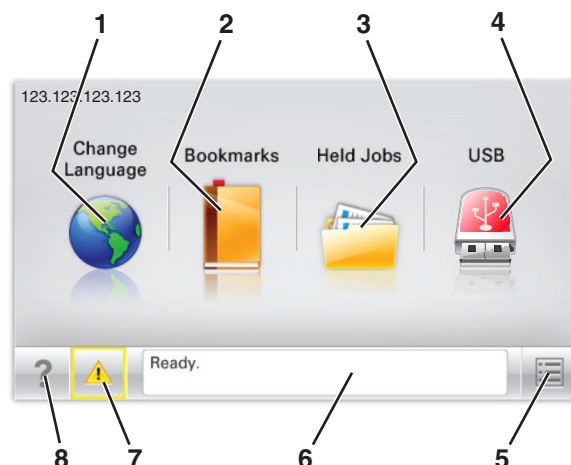 1 2 3 4
123.123.123.123
Change
Language
Bookmarks
Held Jobs
USB
?
Ready.
8 7 6 5